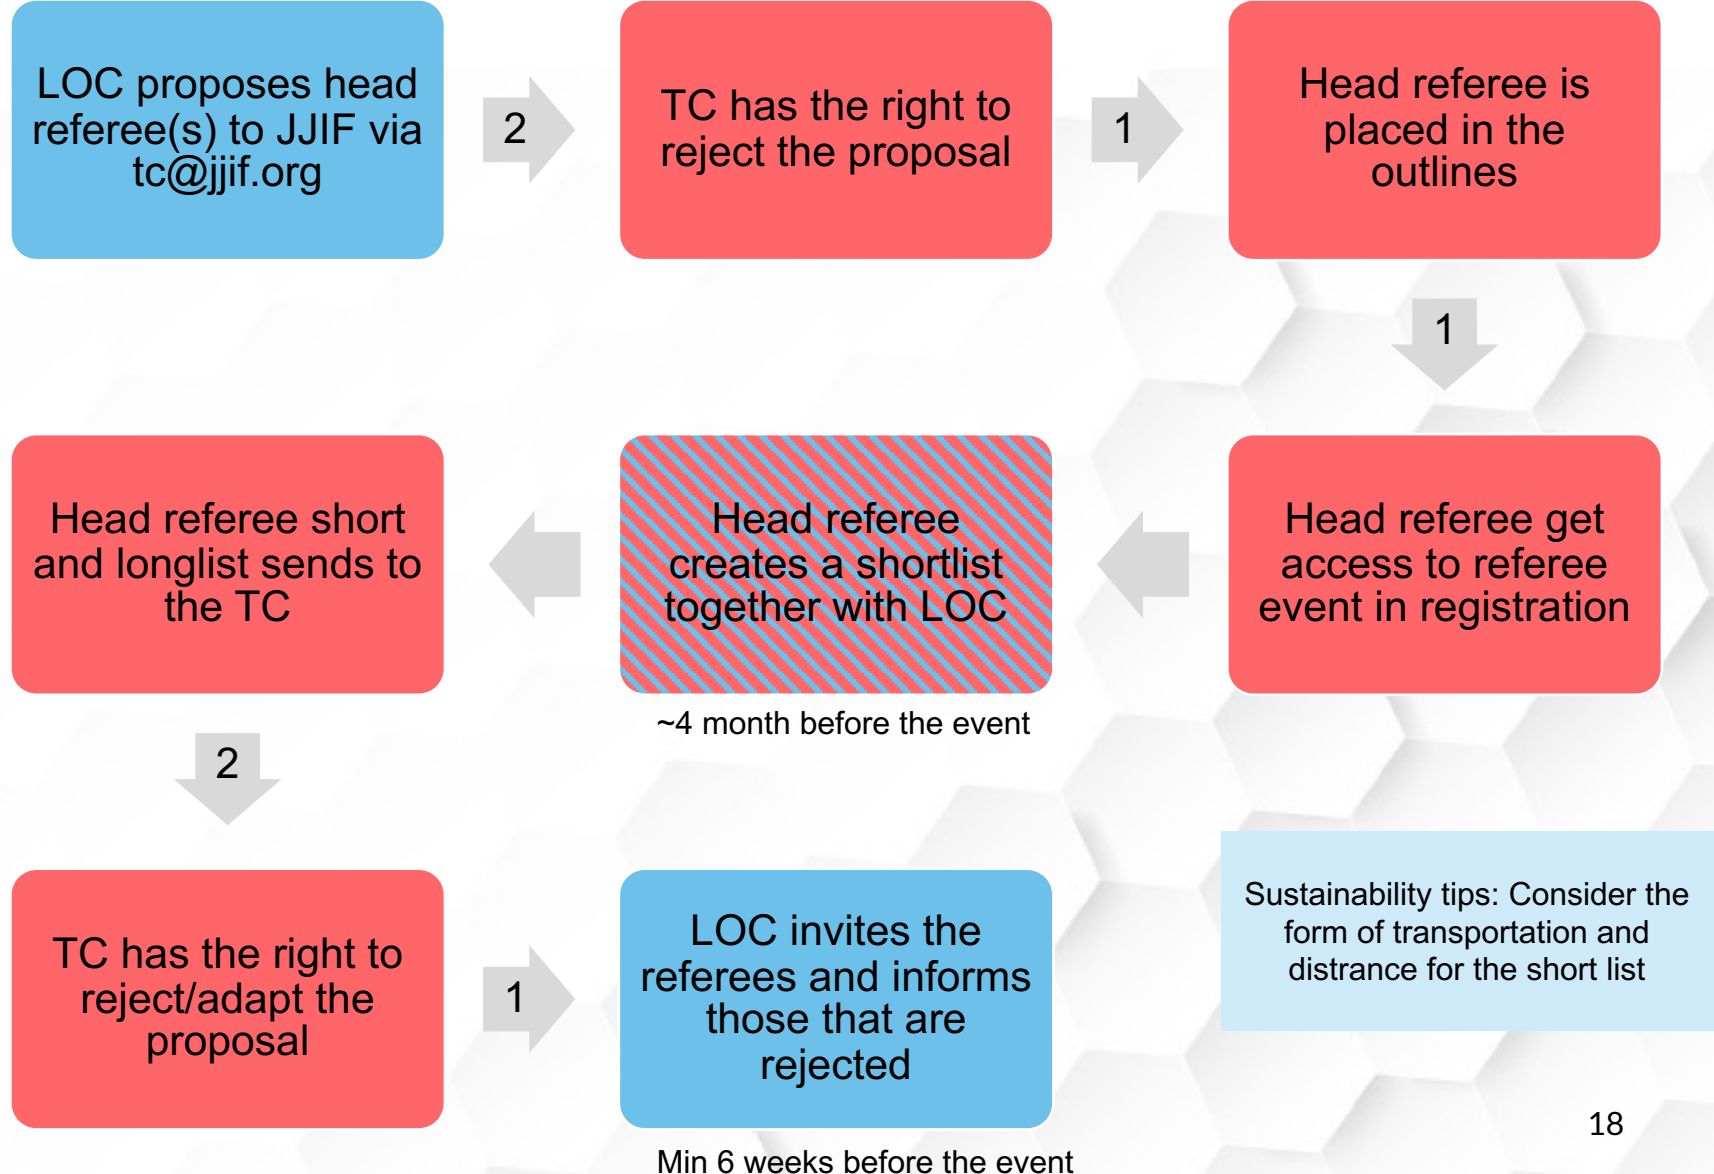 LOC proposes head
referee(s) to JJIF via
tc@jjif.org
2
TC has the right to
reject the proposal
1
Head referee is
placed in the
outlines
1
Head referee get
access to referee
event in registration
Head referee
creates a shortlist
together with LOC
~4 month before the event
Head referee short
and longlist sends to
the TC
2
TC has the right to
reject/adapt the
proposal
1
LOC invites the
referees and informs
those that are
rejected
Min 6 weeks before the event
Sustainability tips: Consider the
form of transportation and
distrance for the short list
18